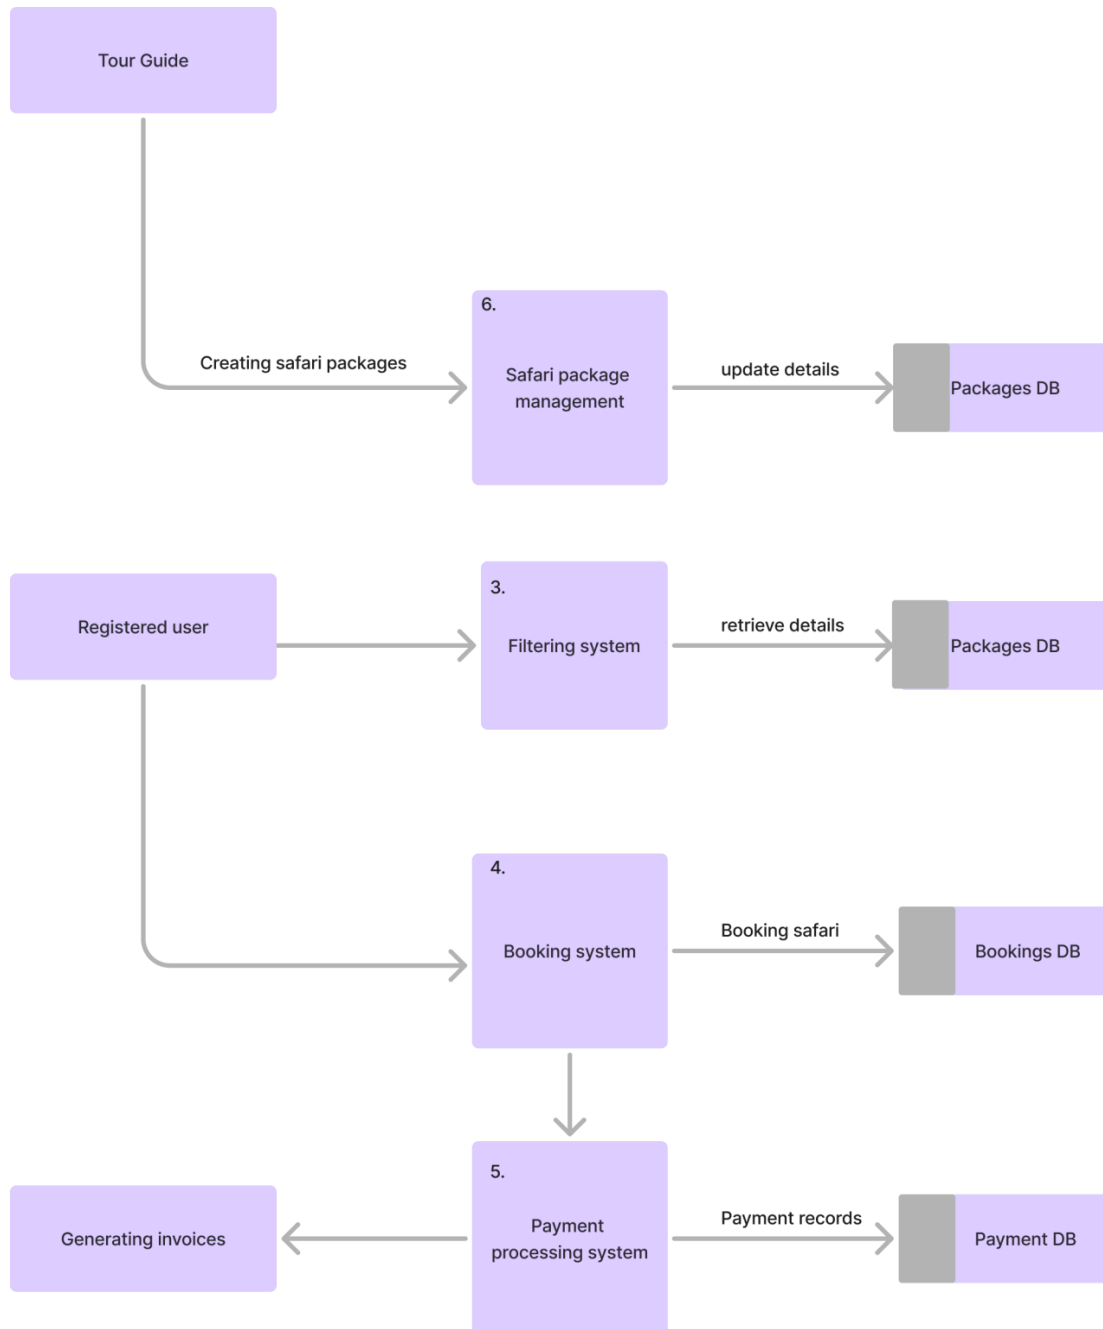 Tour Guide
6.
Creating safari packages
Safari package
management
update details
Packages DB
3.
Registered user
Filtering system
retrieve details
Packages DB
4.
Booking system
Booking safari
Bookings DB
5.
Generating invoices
Payment
processing system
Payment records
Payment DB